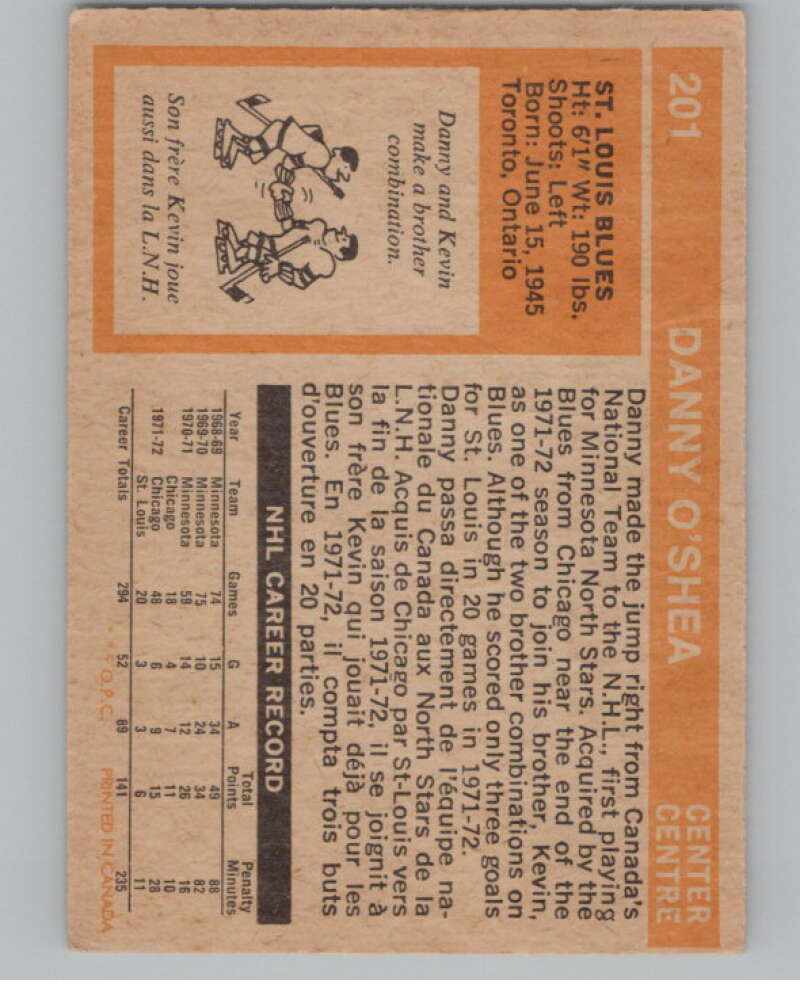 201 DANNY O'SHEA CENTER
CENTRE
ST. LOUIS BLUES
Ht: 6'1" Wt: 190 lbs.
Shoots: Left
Born: June 15, 1945
Toronto, Ontario
Danny and Kevin
make a brother
combination.
Son frère Kevin joue
aussi dans la L.N.H.
Danny made the jump right from Canada's
National Team to the N.H.L., first playing
for Minnesota North Stars. Acquired by the
Blues from Chicago near the end of the
1971-72 season to join his brother, Kevin,
as one of the two brother combinations on
Blues. Although he scored only three goals
for St. Louis in 20 games in 1971-72.
Danny passa directement de l'équipe na-
tionale du Canada aux North Stars de la
L.N.H. Acquis de Chicago par St-Louis vers
la fin de la saison 1971-72, il se joignit à
son frère Kevin qui jouait déjà pour les
Blues. En 1971-72, il compta trois buts
d'ouverture en 20 parties.
NHL CAREER RECORD
Year Team Games G A Total Points Penalty Minutes
1968-69 Minnesota 74 15 34 49 88
1969-70 Minnesota 75 10 24 34 82
1970-71 Minnesota 59 14 12 26 16
Chicago 18 4 7 11 10
1971-72 Chicago 48 6 9 15 28
St. Louis 20 3 3 6 11
Career Totals 294 52 89 141 235
* * O.P.C. PRINTED IN CANADA